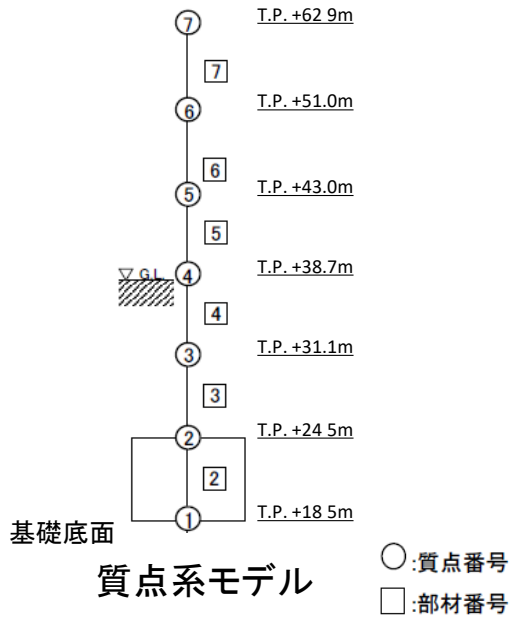 ⑦ T.P. +62 9m
7
⑥ T.P. +51.0m
6
⑤ T.P. +43.0m
5
▽ G.L. ④ T.P. +38.7m
4
③ T.P. +31.1m
3
② T.P. +24 5m
2
① T.P. +18 5m
基礎底面
質点系モデル
○:質点番号
□:部材番号